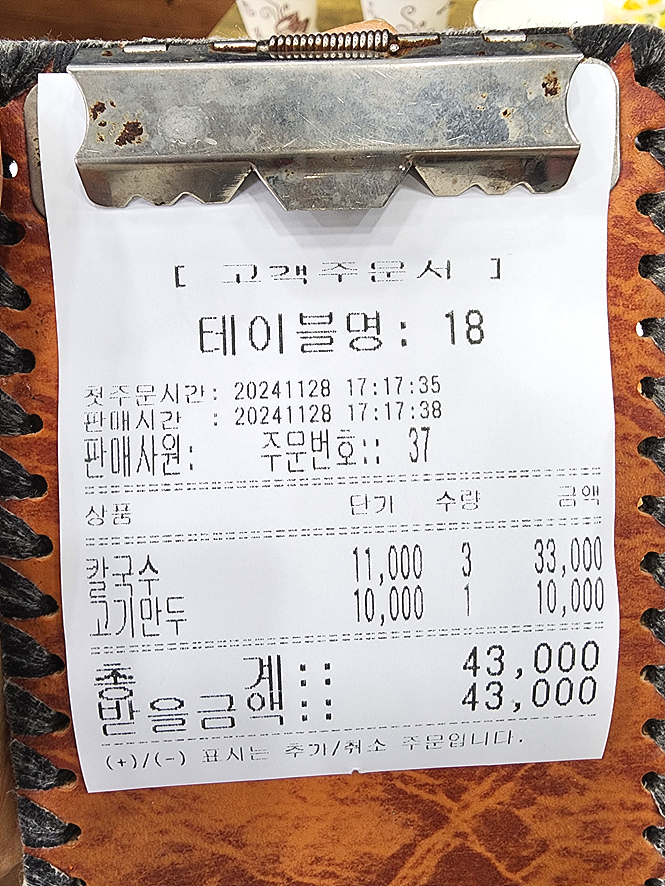 [ 고객주문서 ]
테이블명: 18
첫주문시간: 20241128 17:17:35
판매시간 : 20241128 17:17:38
판매사원: 주문번호:: 37
상품 단가 수량 금액
칼국수 11,000 3 33,000
고기만두 10,000 1 10,000
총 계:: 43,000
받을금액:: 43,000
(+)/(-) 표시는 추가/취소 주문입니다.